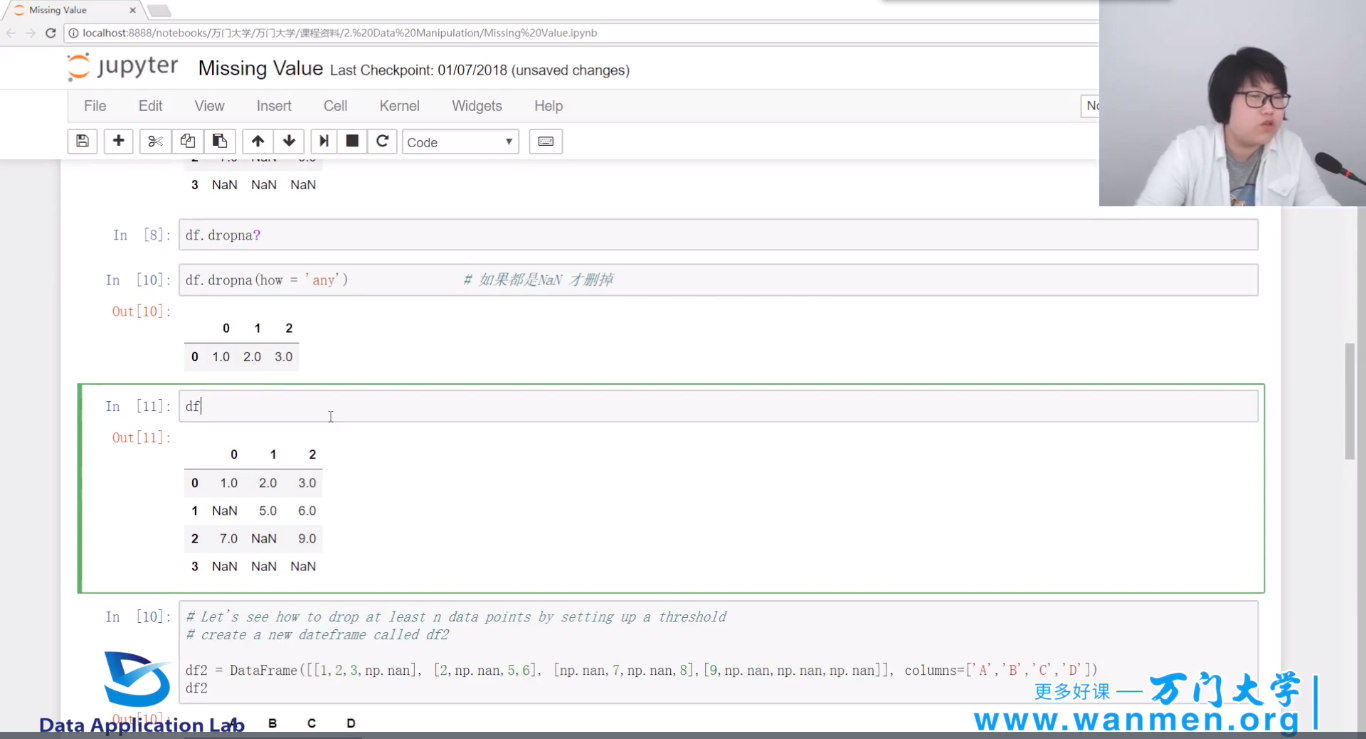 Missing Value
localhost:8888/notebooks/万门大学/万门大学/课程资料/2.%20Data%20Manipulation/Missing%20Value.ipynb
jupyter Missing Value Last Checkpoint: 01/07/2018 (unsaved changes)
File Edit View Insert Cell Kernel Widgets Help
Code
3 NaN NaN NaN
In [8]: df.dropna?
In [10]: df.dropna(how = 'any') # 如果都是NaN 才删掉
Out[10]:
0 1 2
0 1.0 2.0 3.0
In [11]: df
Out[11]:
0 1 2
0 1.0 2.0 3.0
1 NaN 5.0 6.0
2 7.0 NaN 9.0
3 NaN NaN NaN
In [10]: # Let's see how to drop at least n data points by setting up a threshold
# create a new dateframe called df2
df2 = DataFrame([[1,2,3,np.nan], [2,np.nan,5,6], [np.nan,7,np.nan,8],[9,np.nan,np.nan,np.nan]], columns=['A','B','C','D'])
df2
更多好课 — 万门大学
Out[10]: A B C D
Data Application Lab
www.wanmen.org